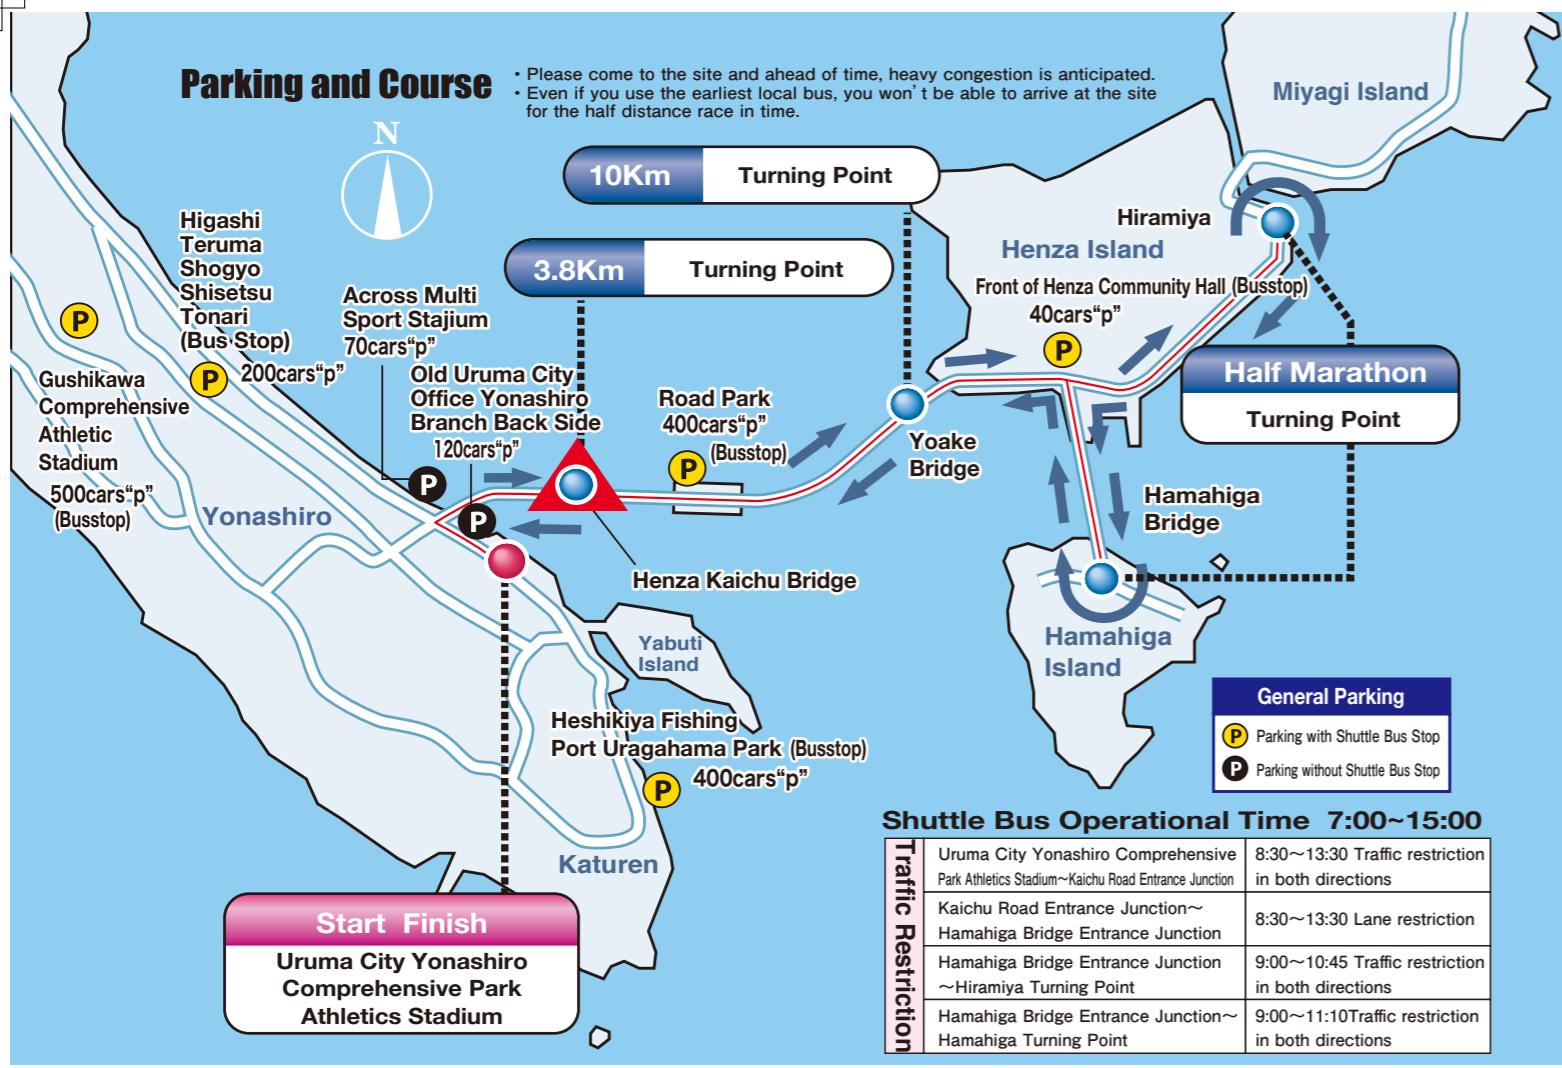 Parking and Course
・Please come to the site and ahead of time, heavy congestion is anticipated.
・Even if you use the earliest local bus, you won't be able to arrive at the site
for the half distance race in time.
N
10Km Turning Point
3.8Km Turning Point
Miyagi Island
Hiramiya
Henza Island
Front of Henza Community Hall (Busstop)
40cars“p”
P
Higashi
Teruma
Shogyo
Shisetsu
Tonari
(Bus Stop)
200cars“p”
P
P
Gushikawa
Comprehensive
Athletic
Stadium
500cars“p”
(Busstop)
Across Multi
Sport Stajium
70cars“p”
P
Old Uruma City
Office Yonashiro
Branch Back Side
120cars“p”
P
Road Park
400cars“p”
(Busstop)
P
Yoake
Bridge
Half Marathon
Turning Point
Hamahiga
Bridge
Yonashiro
Henza Kaichu Bridge
Yabuti
Island
Hamahiga
Island
Heshikiya Fishing
Port Uragahama Park (Busstop)
400cars“p”
P
Katuren
Start Finish
Uruma City Yonashiro
Comprehensive Park
Athletics Stadium
General Parking
P Parking with Shuttle Bus Stop
P Parking without Shuttle Bus Stop
Shuttle Bus Operational Time 7:00~15:00
Traffic Restriction
Uruma City Yonashiro Comprehensive
Park Athletics Stadium～Kaichu Road Entrance Junction
8:30～13:30 Traffic restriction
in both directions
Kaichu Road Entrance Junction～
Hamahiga Bridge Entrance Junction
8:30～13:30 Lane restriction
Hamahiga Bridge Entrance Junction
～Hiramiya Turning Point
9:00～10:45 Traffic restriction
in both directions
Hamahiga Bridge Entrance Junction～
Hamahiga Turning Point
9:00～11:10Traffic restriction
in both directions